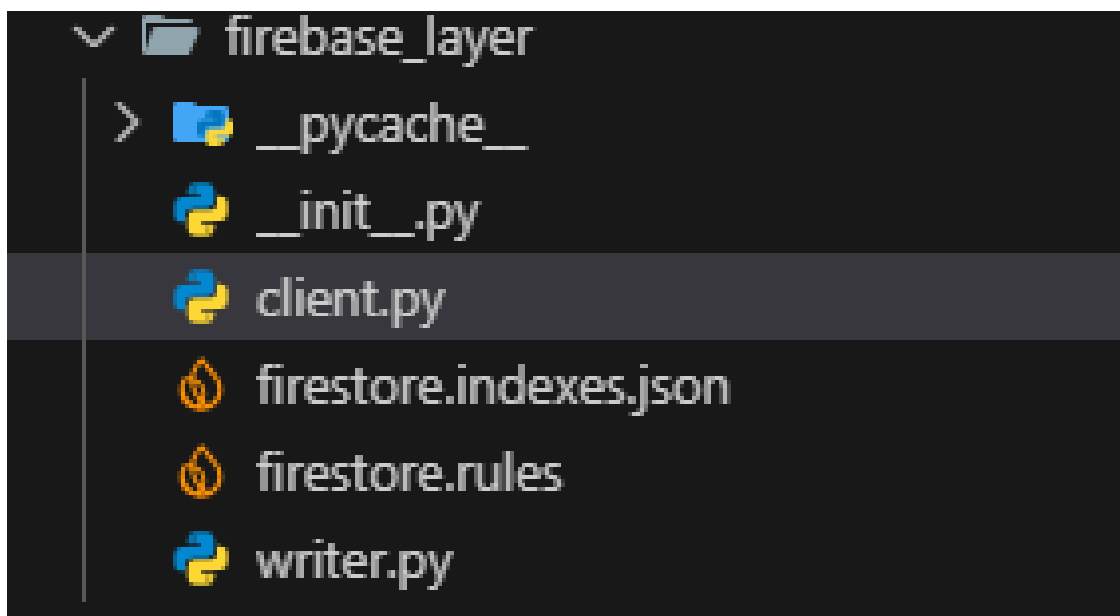 firebase_layer
__pycache__
__init__.py
client.py
firestore.indexes.json
firestore.rules
writer.py